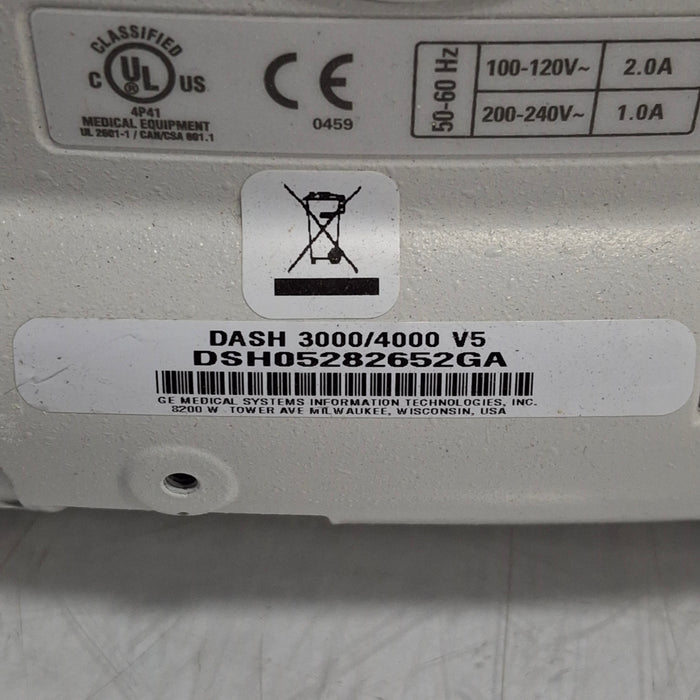 CLASSIFIED
C UL US
®
4P41
MEDICAL EQUIPMENT
UL 2601-1 / CAN/CSA 601.1
CE
0459
50-60 Hz
100-120V~ 2.0A
200-240V~ 1.0A
DASH 3000/4000 V5
DSH05282652GA
GE MEDICAL SYSTEMS INFORMATION TECHNOLOGIES, INC.
8200 W. TOWER AVE MILWAUKEE, WISCONSIN, USA